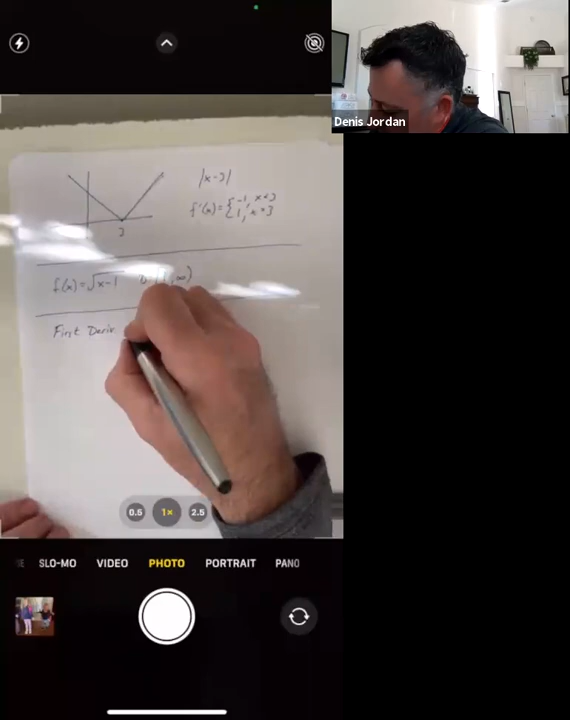 Denis Jordan
|x-3|
f'(x) = { -1, x<3
1, x>3
3
f(x) = √x-1
First Deriv.
0.5 1× 2.5
SLO-MO VIDEO PHOTO PORTRAIT PANO